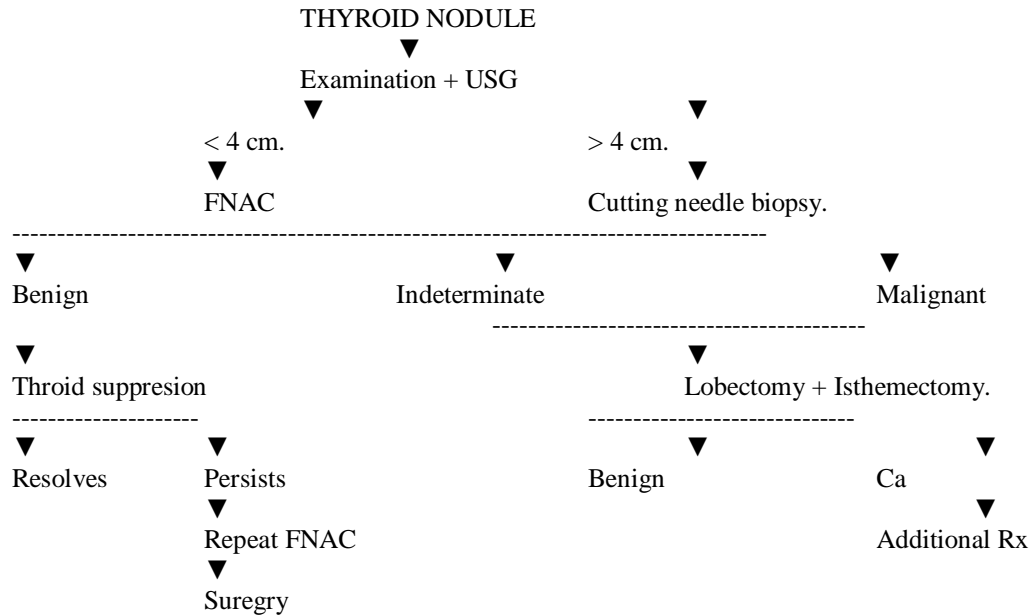 THYROID NODULE
▼
Examination + USG
▼ ▼
< 4 cm. > 4 cm.
▼ ▼
FNAC Cutting needle biopsy.
-------------------------------------------------------------------------------------
▼ ▼ ▼
Benign Indeterminate Malignant
------------------------------------------
▼ ▼
Throid suppresion Lobectomy + Isthemectomy.
--------------------- ------------------------------
▼ ▼ ▼ ▼
Resolves Persists Benign Ca
▼ ▼
Repeat FNAC Additional Rx
▼
Suregry